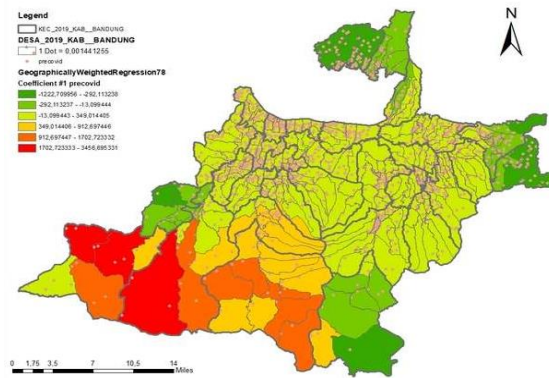 Legend
KEC_2019_KAB__BANDUNG
DESA_2019_KAB__BANDUNG
1 Dot = 0,001441255
precovid
GeographicallyWeightedRegression78
Coefficient #1 precovid
-1222,709956 - -292,113238
-292,113237 - -13,099444
-13,099443 - 349,014405
349,014406 - 912,697446
912,697447 - 1702,723332
1702,723333 - 3456,695331
N
0 1,75 3,5 7 10,5 14
Miles